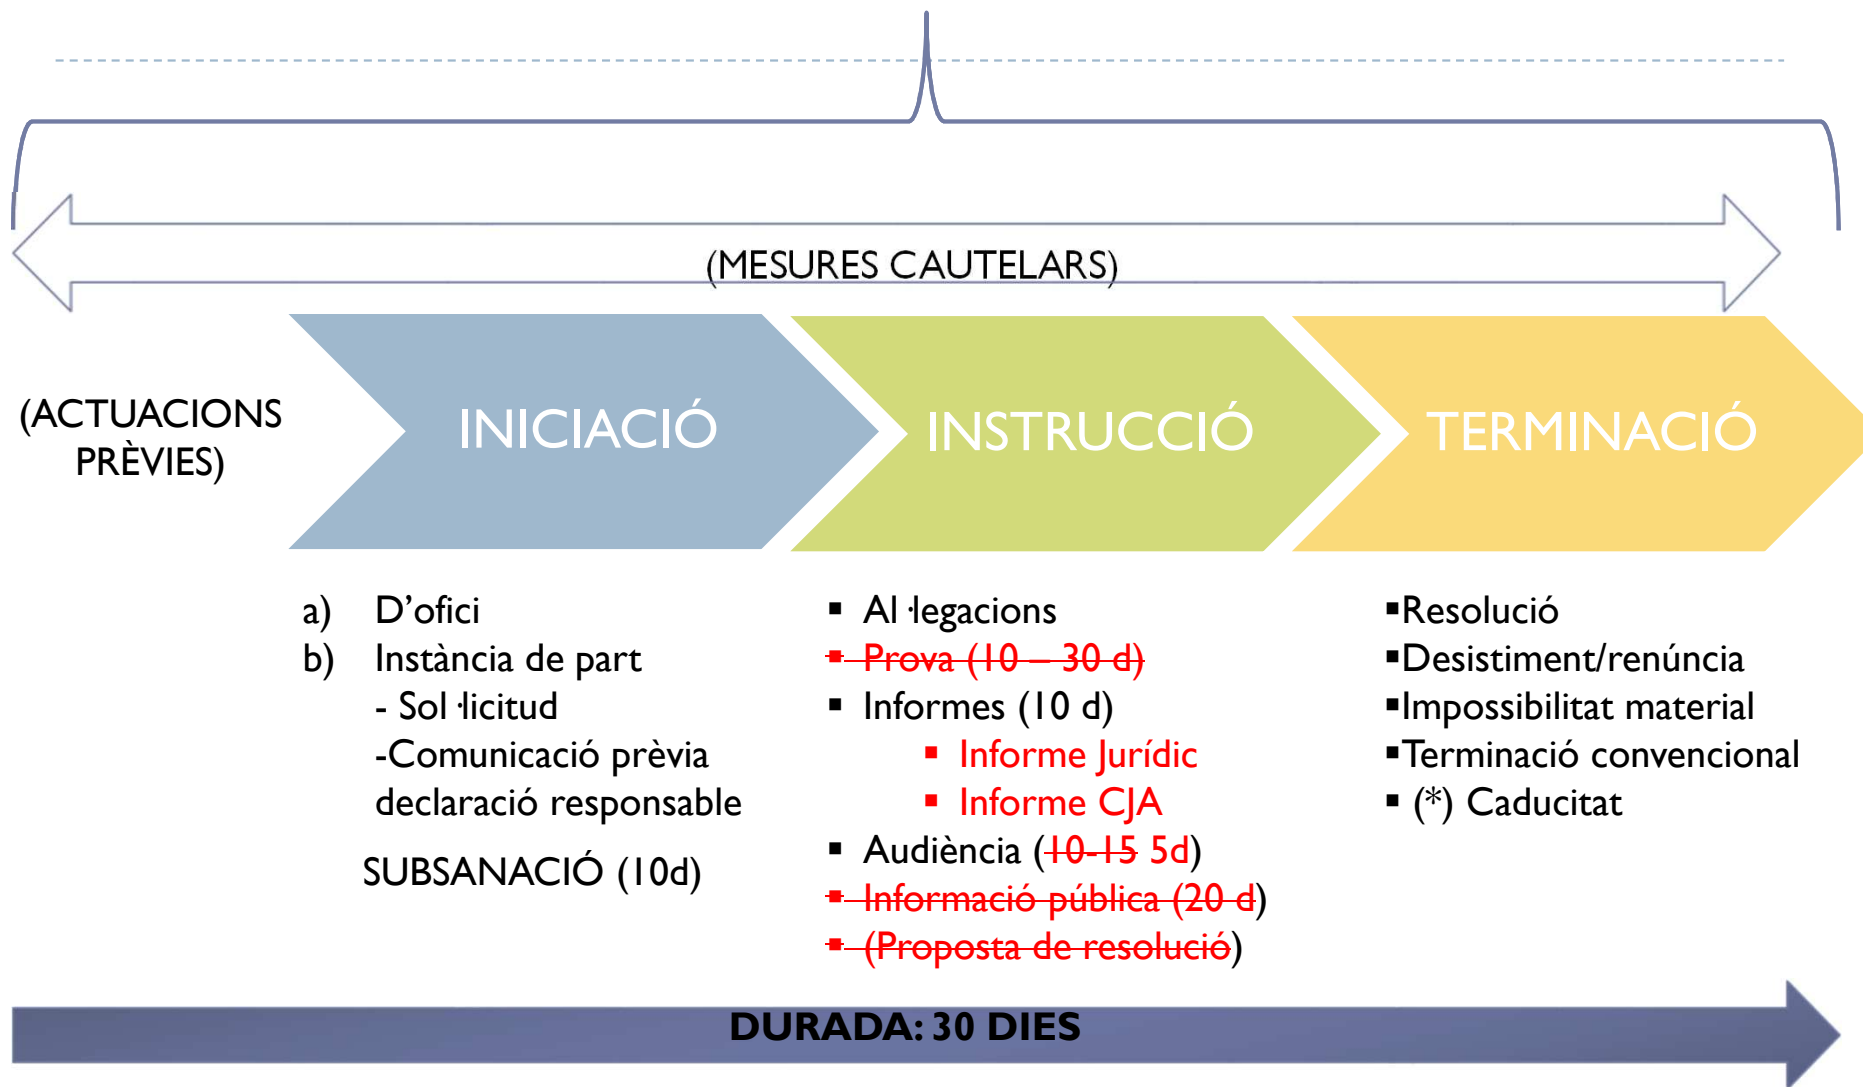 (MESURES CAUTELARS)
(ACTUACIONS
PRÈVIES)
INICIACIÓ
INSTRUCCIÓ
TERMINACIÓ
a) D’ofici
b) Instància de part
- Sol·licitud
-Comunicació prèvia
declaració responsable
SUBSANACIÓ (10d)
▪ Al·legacions
▪ Prova (10 – 30 d)
▪ Informes (10 d)
▪ Informe Jurídic
▪ Informe CJA
▪ Audiència (10-15 5d)
▪ Informació pública (20 d)
▪ (Proposta de resolució)
▪Resolució
▪Desistiment/renúncia
▪Impossibilitat material
▪Terminació convencional
▪ (*) Caducitat
DURADA: 30 DIES